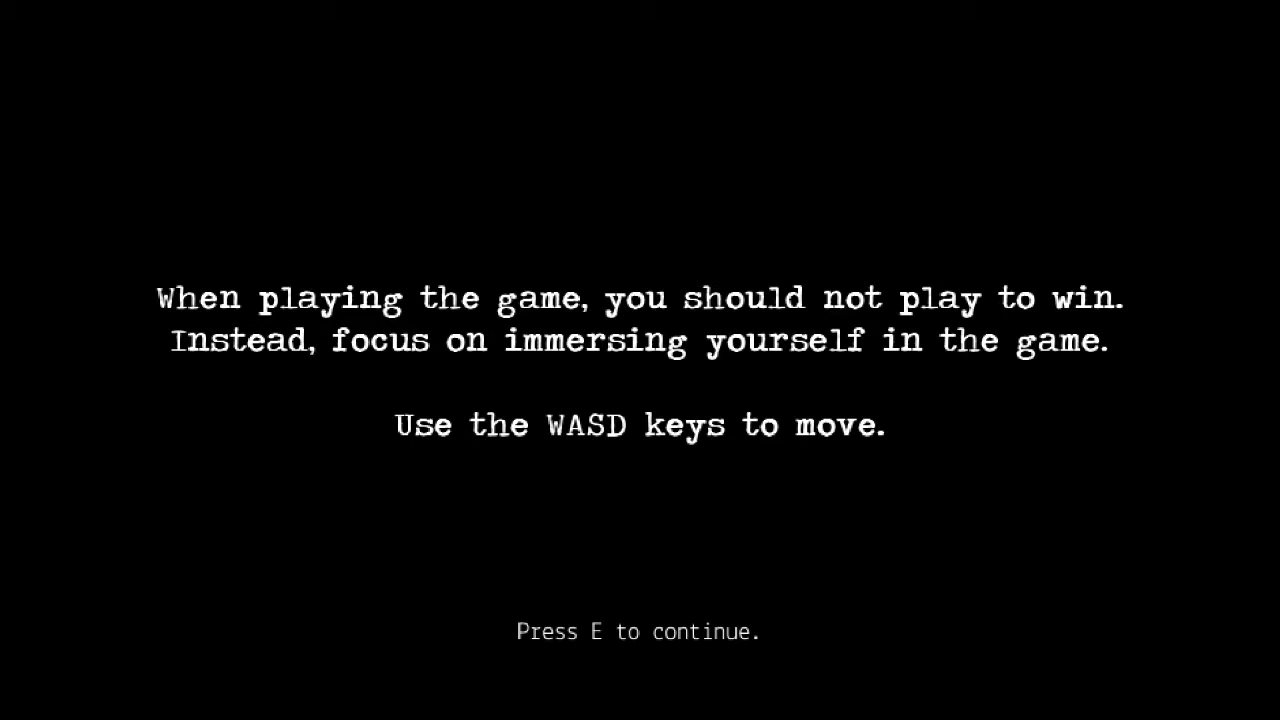 When playing the game, you should not play to win.
Instead, focus on immersing yourself in the game.
Use the WASD keys to move.
Press E to continue.